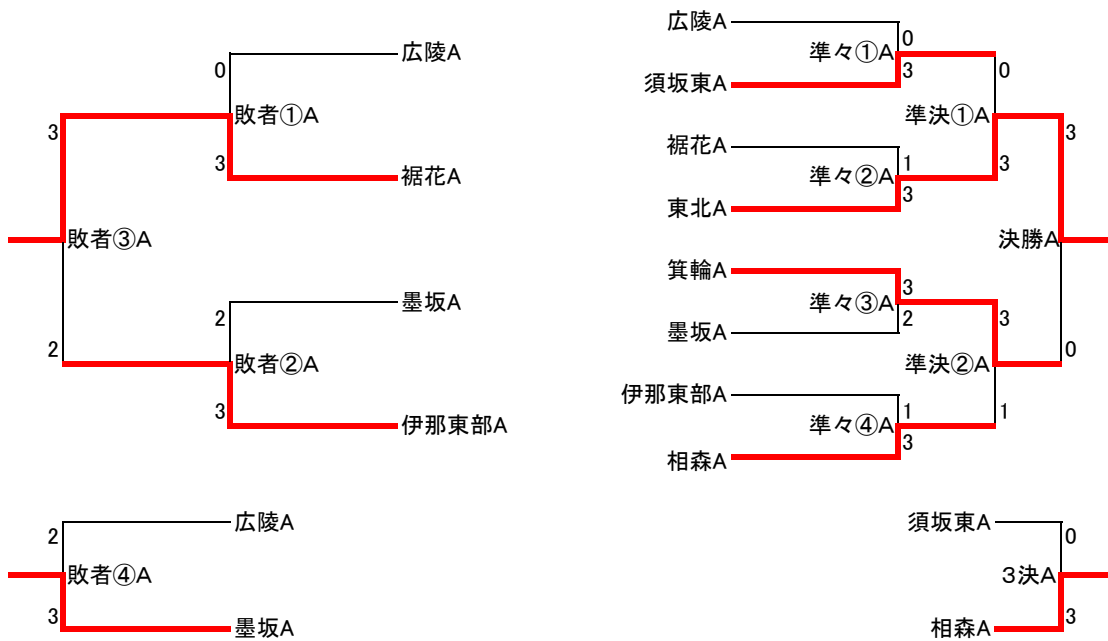 広陵A
0
敗者①A
3
3
裾花A
敗者③A
墨坂A
2
2
敗者②A
3
伊那東部A
広陵A
2
敗者④A
3
墨坂A
広陵A
0
準々①A
3
0
須坂東A
準決①A
3
裾花A
1
3
準々②A
3
東北A
決勝A
箕輪A
3
準々③A
3
2
墨坂A
0
準決②A
伊那東部A
1
1
準々④A
3
相森A
須坂東A
0
3決A
3
相森A